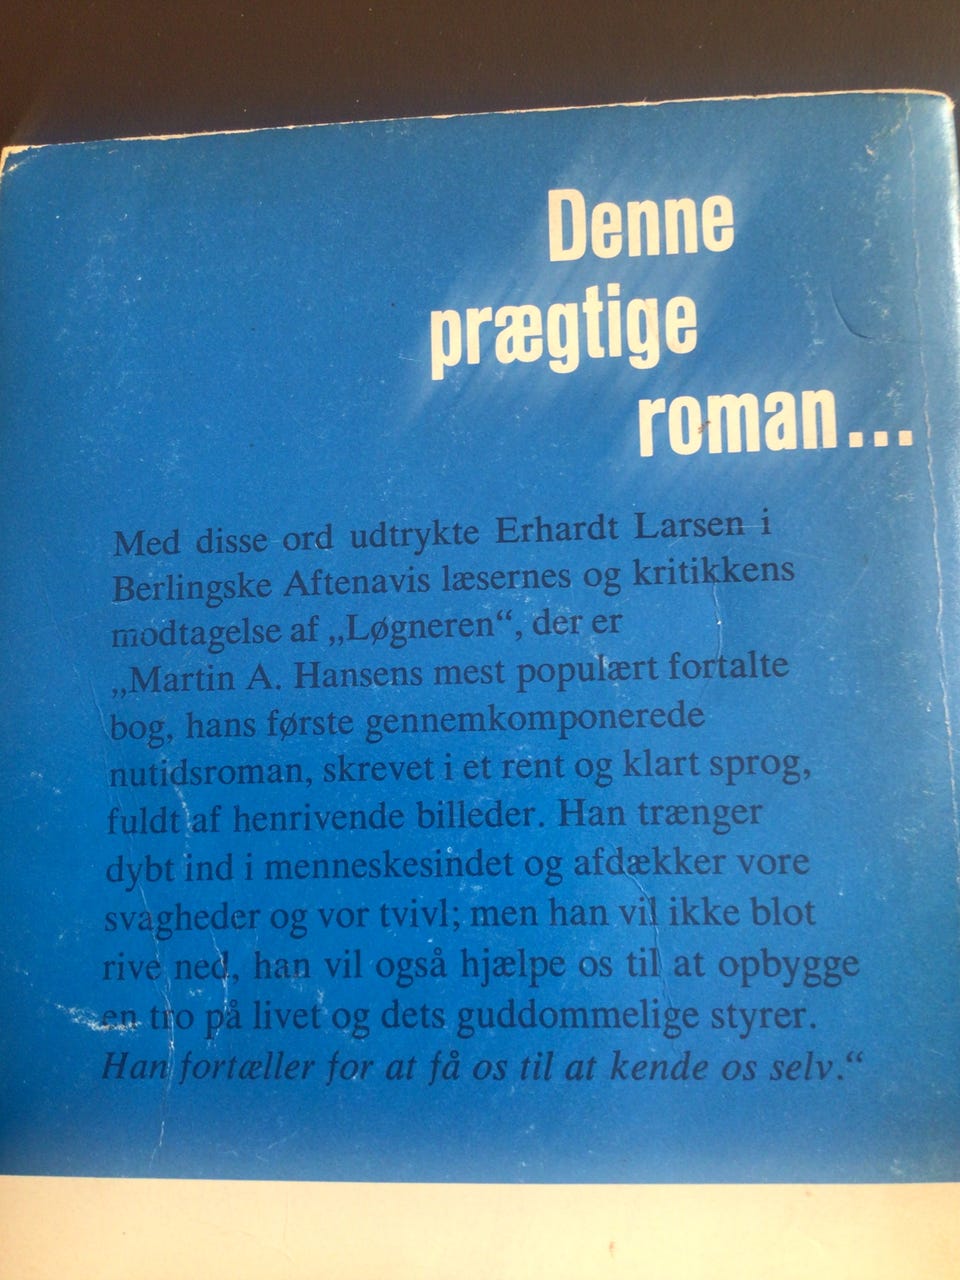 Denne
prægtige
roman...
Med disse ord udtrykte Erhardt Larsen i
Berlingske Aftenavis læsernes og kritikkens
modtagelse af „Løgneren“, der er
„Martin A. Hansens mest populært fortalte
bog, hans første gennemkomponerede
nutidsroman, skrevet i et rent og klart sprog,
fuldt af henrivende billeder. Han trænger
dybt ind i menneskesindet og afdækker vore
svagheder og vor tvivl; men han vil ikke blot
rive ned, han vil også hjælpe os til at opbygge
en tro på livet og dets guddommelige styrer.
Han fortæller for at få os til at kende os selv.“